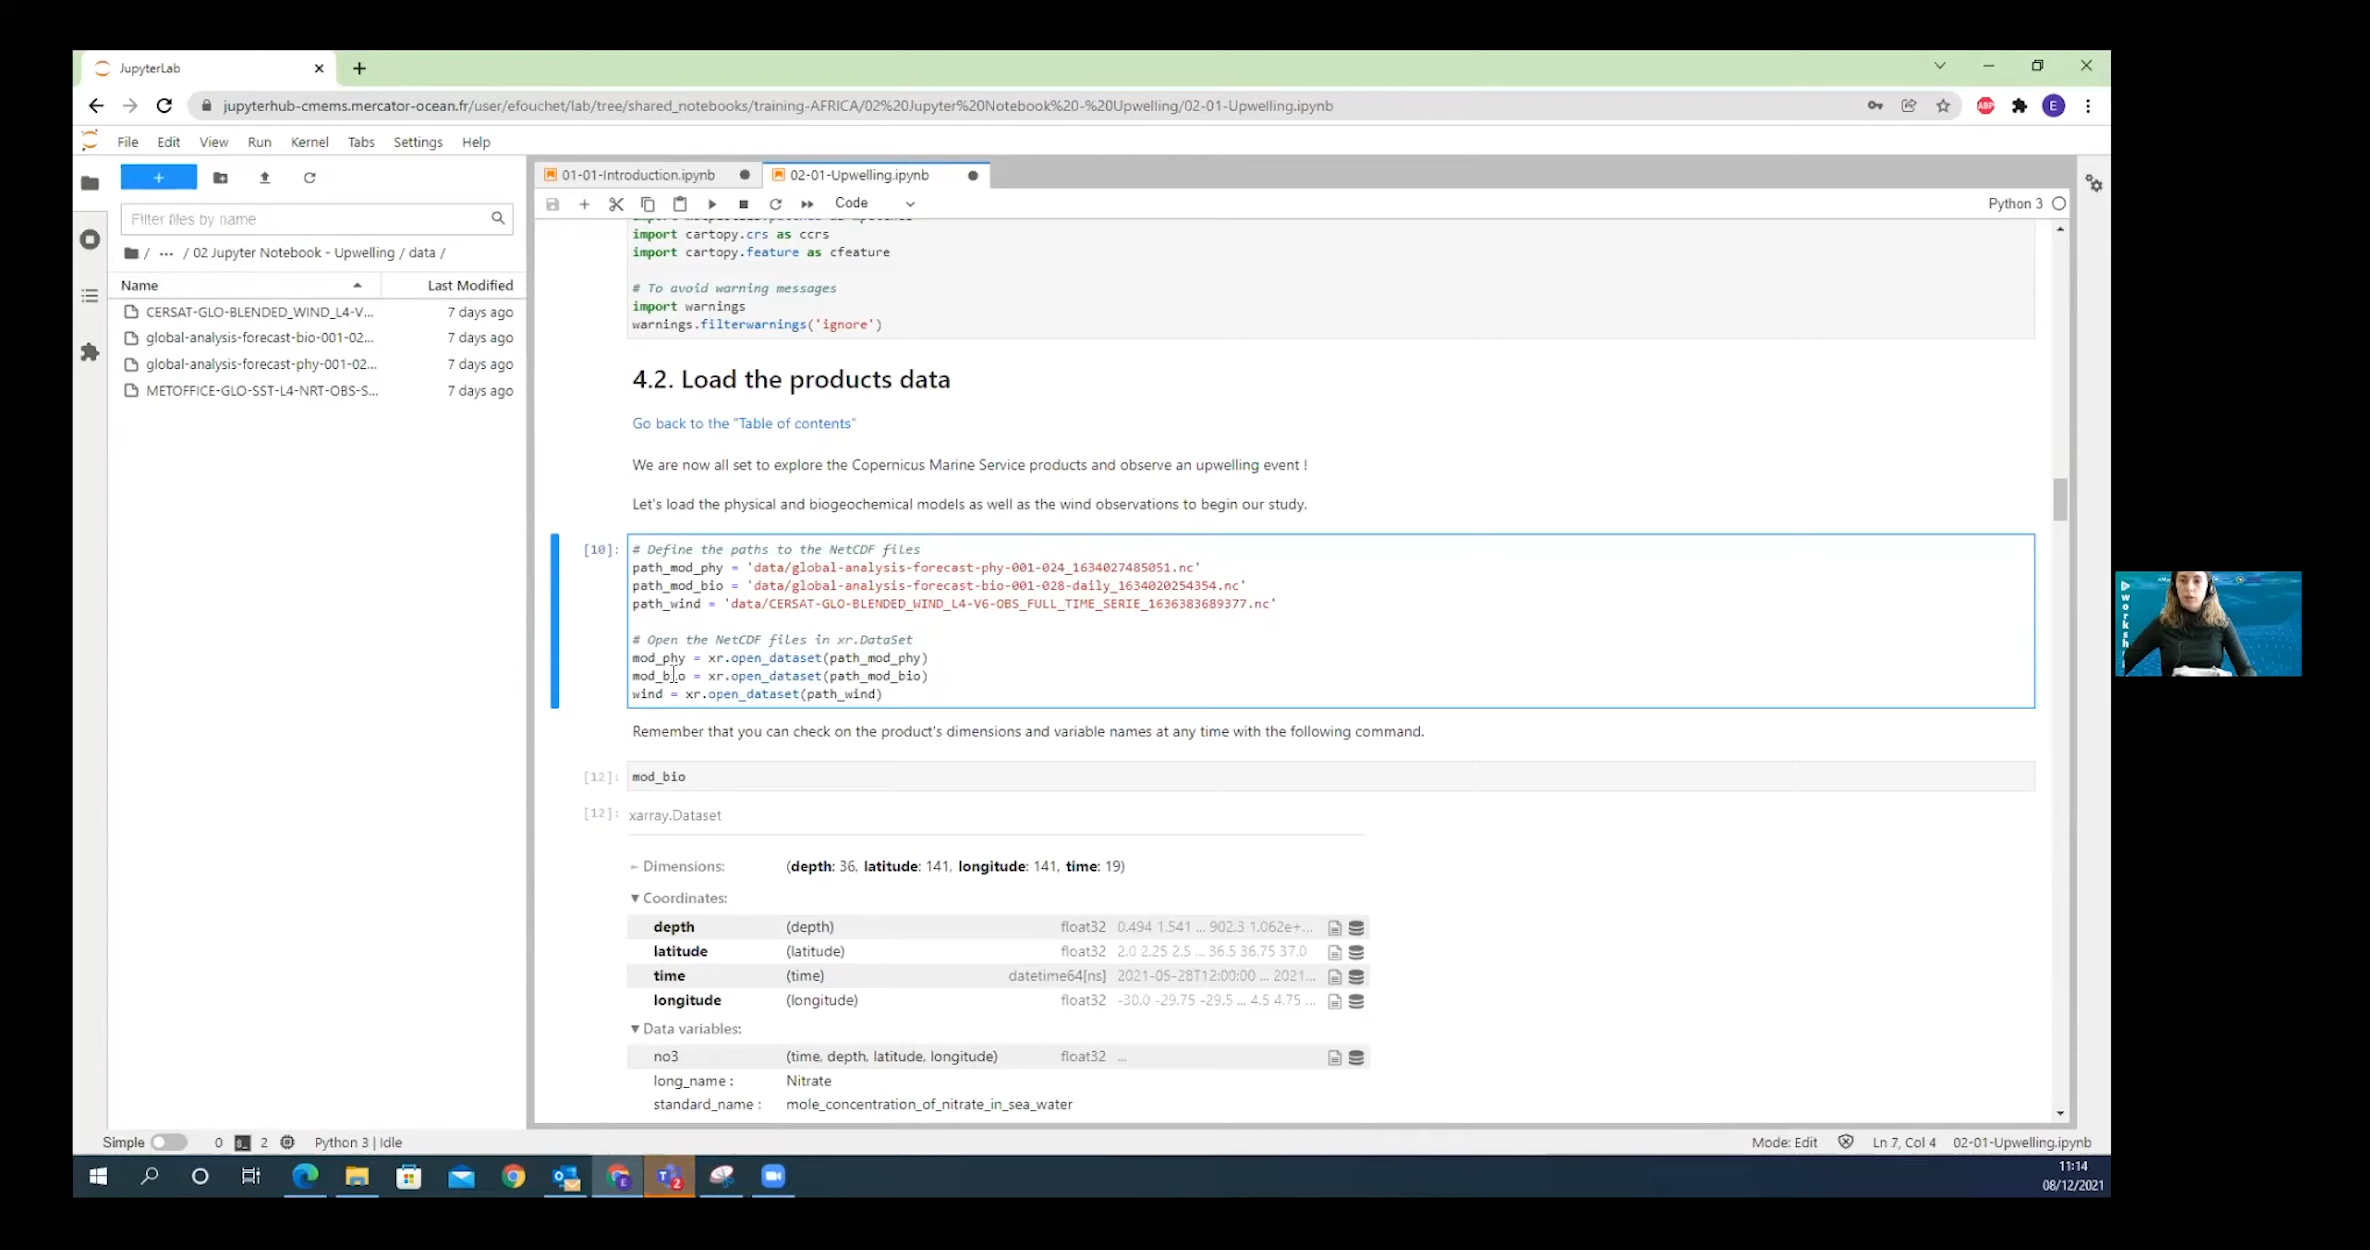 JupyterLab
jupyterhub-cmems.mercator-ocean.fr/user/efouchet/lab/tree/shared_notebooks/training-AFRICA/02%20Jupyter%20Notebook%20-%20Upwelling/02-01-Upwelling.ipynb
ABP
E
File Edit View Run Kernel Tabs Settings Help
Filter files by name
/ ··· / 02 Jupyter Notebook - Upwelling / data /
Name Last Modified
CERSAT-GLO-BLENDED_WIND_L4-V... 7 days ago
global-analysis-forecast-bio-001-02... 7 days ago
global-analysis-forecast-phy-001-02... 7 days ago
METOFFICE-GLO-SST-L4-NRT-OBS-S... 7 days ago
01-01-Introduction.ipynb
02-01-Upwelling.ipynb
Code
Python 3
import cartopy.crs as ccrs
import cartopy.feature as cfeature
# To avoid warning messages
import warnings
warnings.filterwarnings('ignore')
4.2. Load the products data
Go back to the "Table of contents"
We are now all set to explore the Copernicus Marine Service products and observe an upwelling event !
Let's load the physical and biogeochemical models as well as the wind observations to begin our study.
[10]: # Define the paths to the NetCDF files
path_mod_phy = 'data/global-analysis-forecast-phy-001-024_1634027485051.nc'
path_mod_bio = 'data/global-analysis-forecast-bio-001-028-daily_1634020254354.nc'
path_wind = 'data/CERSAT-GLO-BLENDED_WIND_L4-V6-OBS_FULL_TIME_SERIE_1636383689377.nc'
# Open the NetCDF files in xr.DataSet
mod_phy = xr.open_dataset(path_mod_phy)
mod_bio = xr.open_dataset(path_mod_bio)
wind = xr.open_dataset(path_wind)
Remember that you can check on the product's dimensions and variable names at any time with the following command.
[12]: mod_bio
[12]: xarray.Dataset
Dimensions: (depth: 36, latitude: 141, longitude: 141, time: 19)
Coordinates:
depth (depth) float32 0.494 1.541 ... 902.3 1.062e+...
latitude (latitude) float32 2.0 2.25 2.5 ... 36.5 36.75 37.0
time (time) datetime64[ns] 2021-05-28T12:00:00 ... 2021...
longitude (longitude) float32 -30.0 -29.75 -29.5 ... 4.5 4.75 ...
Data variables:
no3 (time, depth, latitude, longitude) float32 ...
long_name : Nitrate
standard_name : mole_concentration_of_nitrate_in_sea_water
Simple 0 2 Python 3 | Idle
Mode: Edit Ln 7, Col 4 02-01-Upwelling.ipynb
11:14
08/12/2021